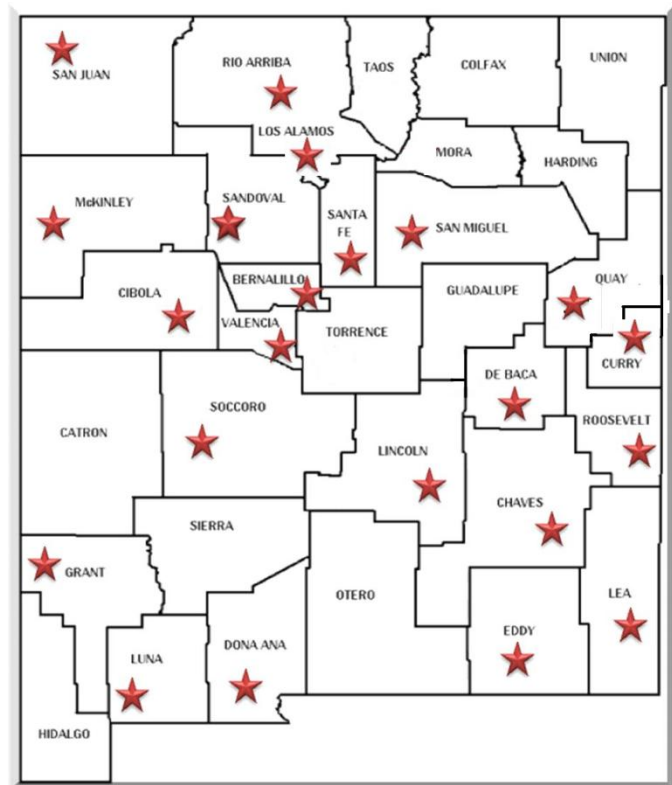 SAN JUAN
RIO ARRIBA
TAOS
COLFAX
UNION
LOS ALAMOS
MORA
HARDING
McKINLEY
SANDOVAL
SANTA
FE
SAN MIGUEL
BERNALILLO
CIBOLA
GUADALUPE
QUAY
VALENCIA
TORRENCE
CURRY
DE BACA
SOCCORO
CATRON
ROOSEVELT
LINCOLN
CHAVES
SIERRA
GRANT
OTERO
LEA
LUNA
DONA ANA
EDDY
HIDALGO